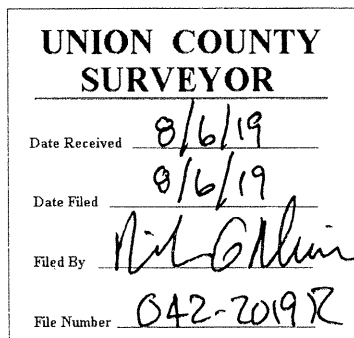 UNION COUNTY
SURVEYOR
Date Received 8/6/19
Date Filed 8/6/19
Filed By
File Number 042-2019R